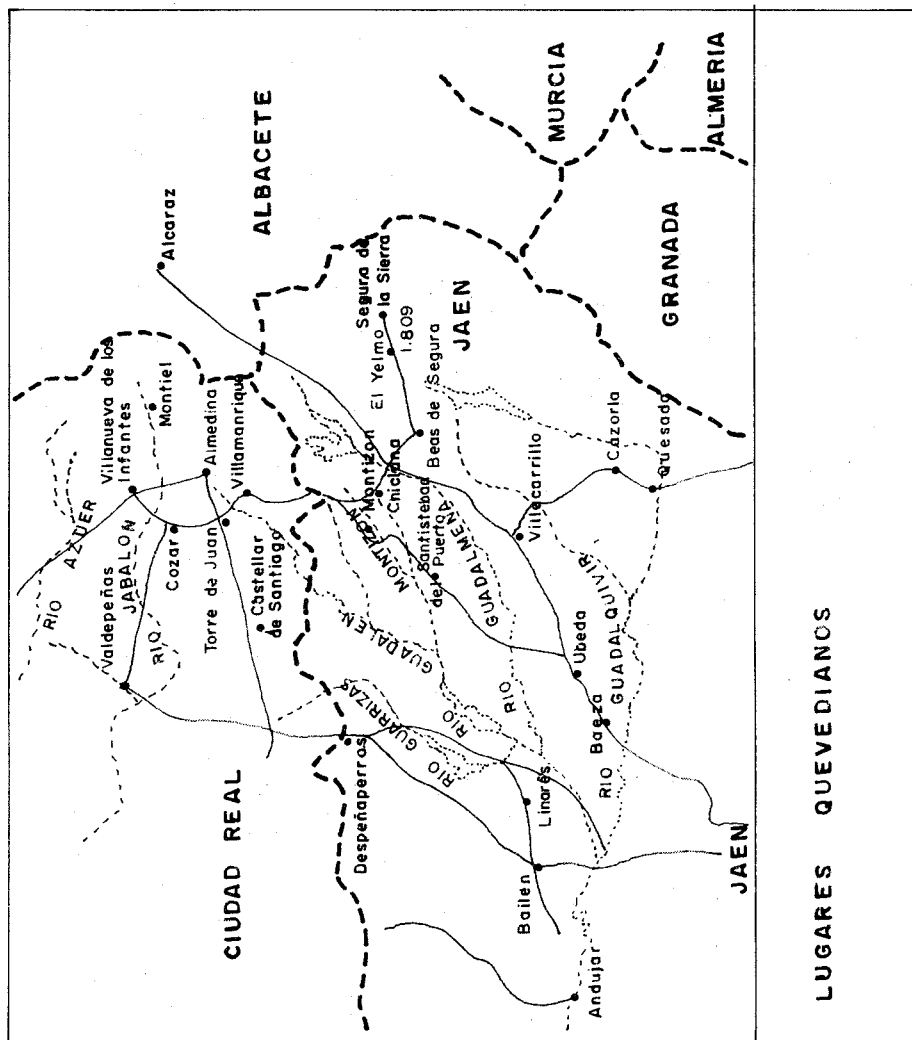 RIO AZUER
Valdepeñas
Villanueva de los
Infantes
RIO JABALON
Montiel
Alcaraz
Cozar
Torre de Juan
Almedina
CIUDAD REAL
Villamanrique
Castellar
de Santiago
ALBACETE
Despeñaperros
Segura de
la Sierra
El Yelmo
1.809
Montizon
Chiclana
RIO GUARRIZAS
RIO GUADALEN
MONTIZON
Santisteban
del Puerto
Beas de Segura
JAEN
RIO GUADALMENA
Bailen
Linares
Villacarrillo
MURCIA
Andujar
Ubeda
Baeza
RIO GUADALQUIVIR
Cazorla
Quesada
GRANADA
ALMERIA
JAEN
LUGARES QUEVEDIANOS